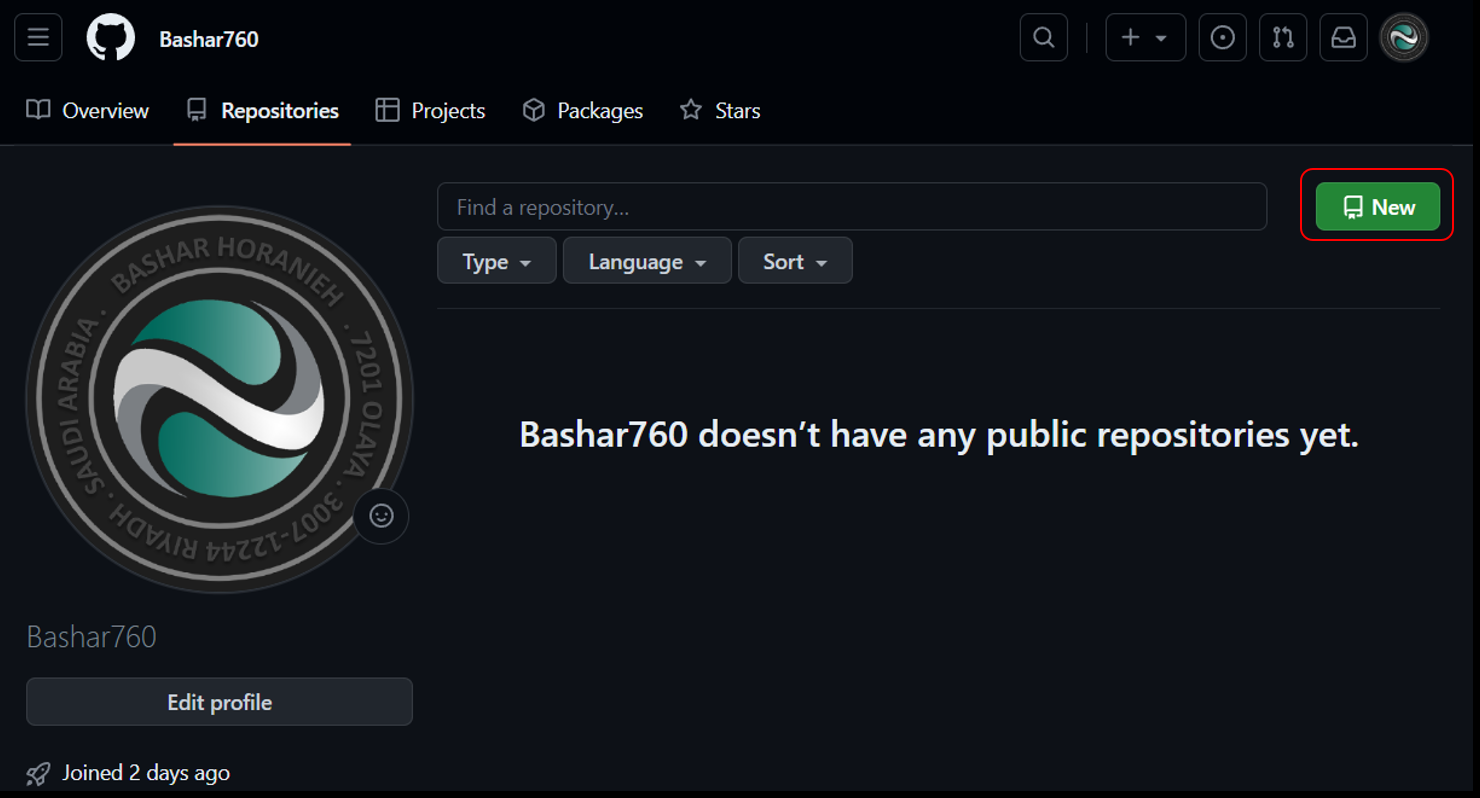 Bashar760
Overview Repositories Projects Packages Stars
Find a repository...
New
Type Language Sort
BASHAR HORANIEH . 7201 OLAYA . 3007-12244 RIYADH . SAUDI ARABIA .
Bashar760 doesn’t have any public repositories yet.
Bashar760
Edit profile
Joined 2 days ago